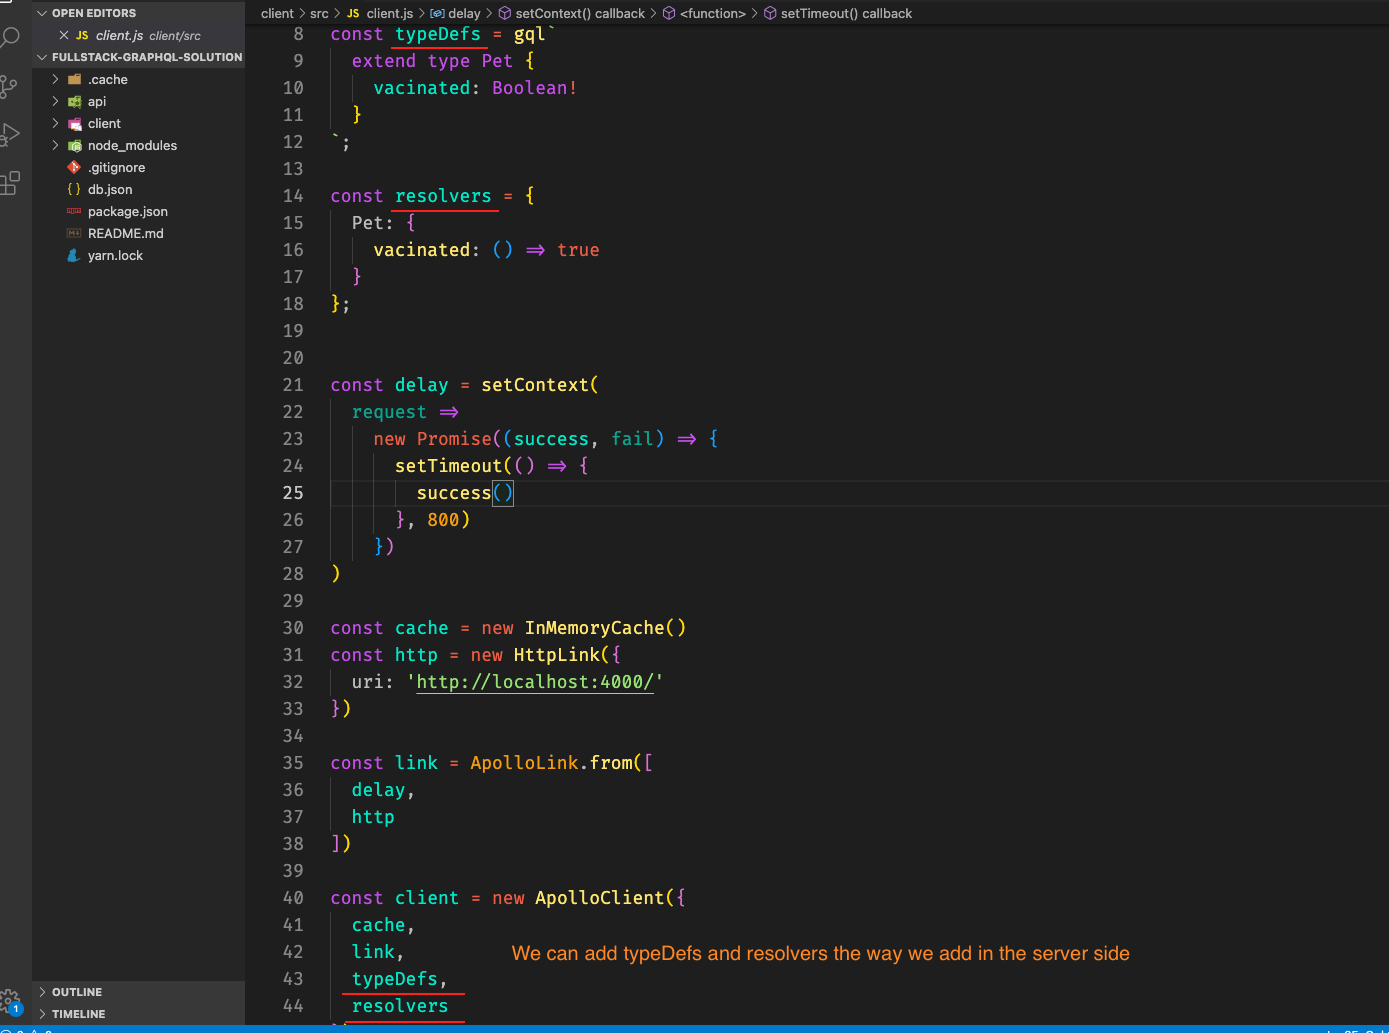 OPEN EDITORS
JS client.js client/src
FULLSTACK-GRAPHQL-SOLUTION
.cache
api
client
node_modules
.gitignore
{} db.json
package.json
README.md
yarn.lock
OUTLINE
TIMELINE
1
client > src > JS client.js > delay > setContext() callback > <function> > setTimeout() callback
8 const typeDefs = gql`
9 extend type Pet {
10 vacinated: Boolean!
11 }
12 `;
13
14 const resolvers = {
15 Pet: {
16 vacinated: () => true
17 }
18 };
19
20
21 const delay = setContext(
22 request =>
23 new Promise((success, fail) => {
24 setTimeout(() => {
25 success()
26 }, 800)
27 })
28 )
29
30 const cache = new InMemoryCache()
31 const http = new HttpLink({
32 uri: 'http://localhost:4000/'
33 })
34
35 const link = ApolloLink.from([
36 delay,
37 http
38 ])
39
40 const client = new ApolloClient({
41 cache,
42 link, We can add typeDefs and resolvers the way we add in the server side
43 typeDefs,
44 resolvers